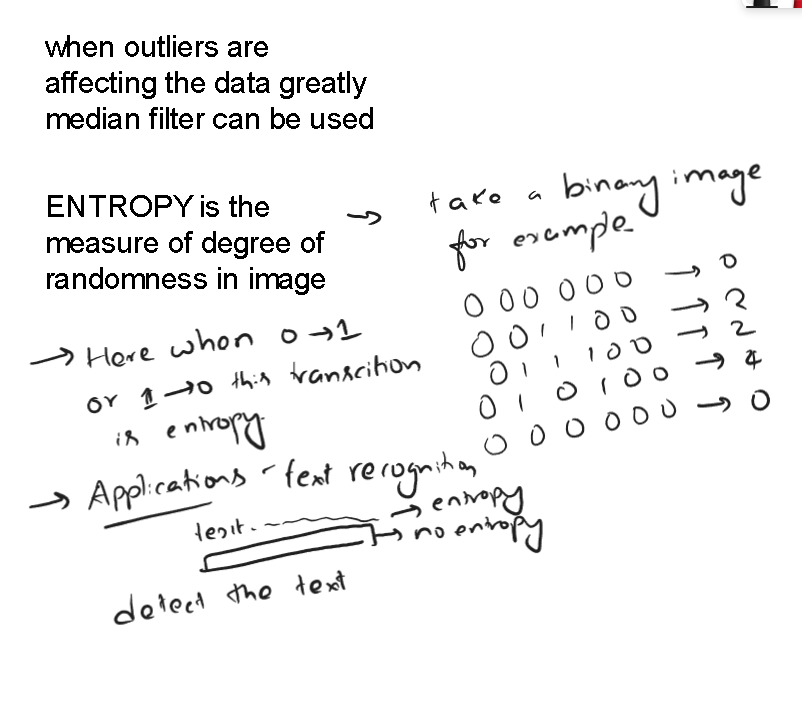 when outliers are
affecting the data greatly
median filter can be used
ENTROPY is the
measure of degree of
randomness in image
→ take a binary image
for example
0 0 0 0 0 0 → 0
0 0 1 1 0 0 → 2
0 1 1 1 0 0 → 2
0 1 0 1 0 0 → 4
0 0 0 0 0 0 → 0
→ Here when 0 → 1
or 1 → 0 this transcition
is entropy.
→ Applications - text recognition
→ entropy
→ no entropy
detect the text